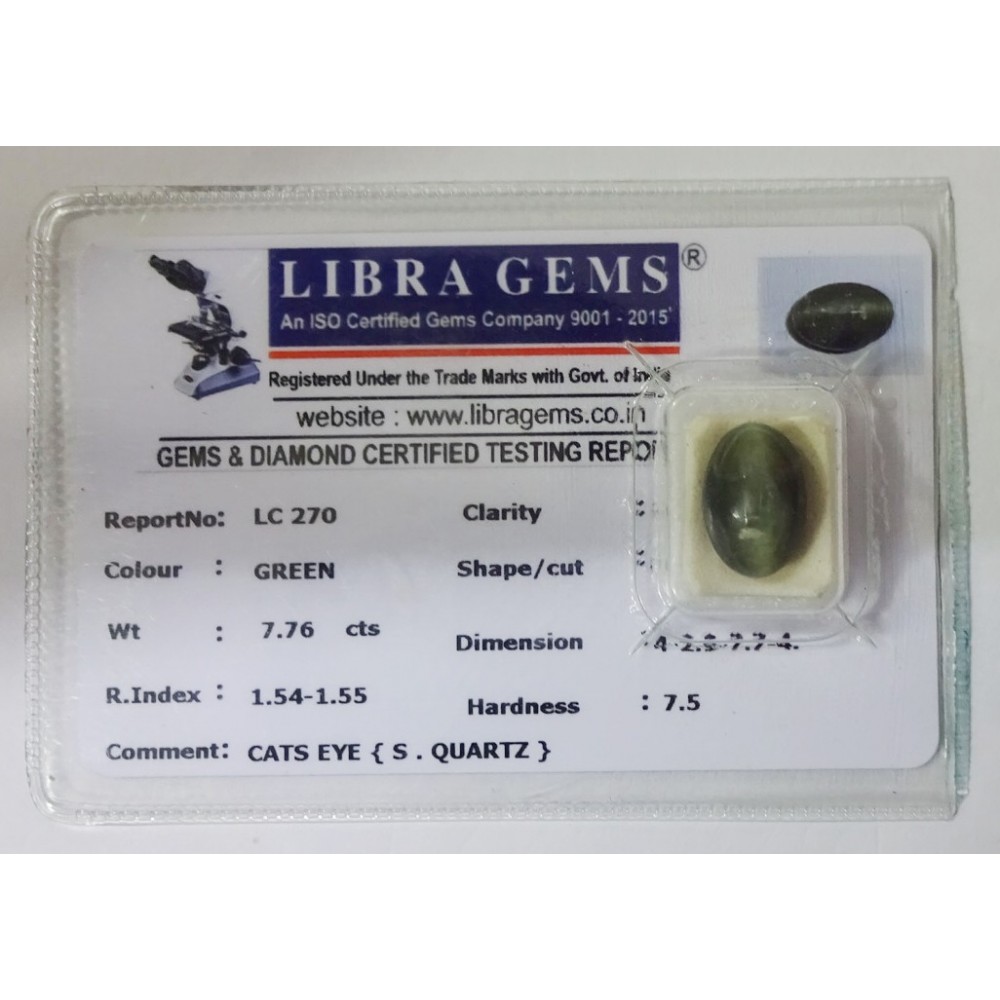 LIBRA GEMS ®
An ISO Certified Gems Company 9001 - 2015
Registered Under the Trade Marks with Govt. of India
website : www.libragems.co.in
GEMS & DIAMOND CERTIFIED TESTING
ReportNo: LC 270 Clarity :
Colour : GREEN Shape/cut :
Wt : 7.76 cts Dimension
R.Index : 1.54-1.55 Hardness : 7.5
Comment: CATS EYE { S . QUARTZ }